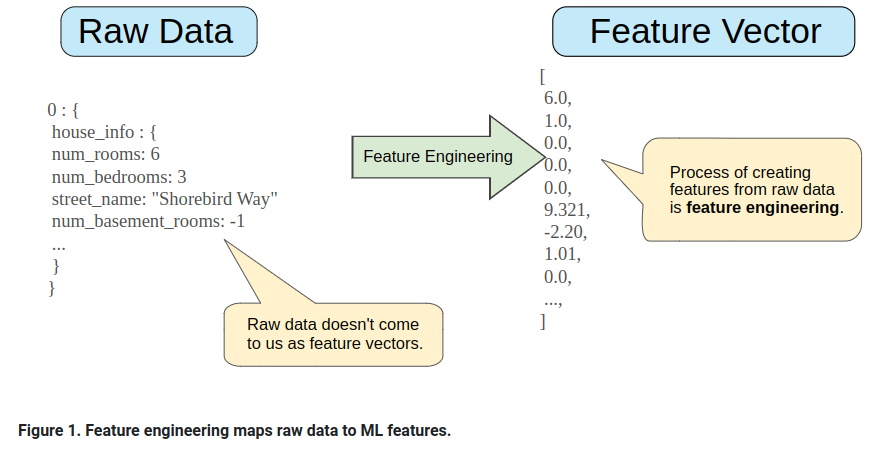 Raw Data
Feature Vector
0 : {
house_info : {
num_rooms: 6
num_bedrooms: 3
street_name: "Shorebird Way"
num_basement_rooms: -1
...
}
}
Raw data doesn't come
to us as feature vectors.
Feature Engineering
[
6.0,
1.0,
0.0,
0.0,
0.0,
9.321,
-2.20,
1.01,
0.0,
...,
]
Process of creating
features from raw data
is feature engineering.
Figure 1. Feature engineering maps raw data to ML features.